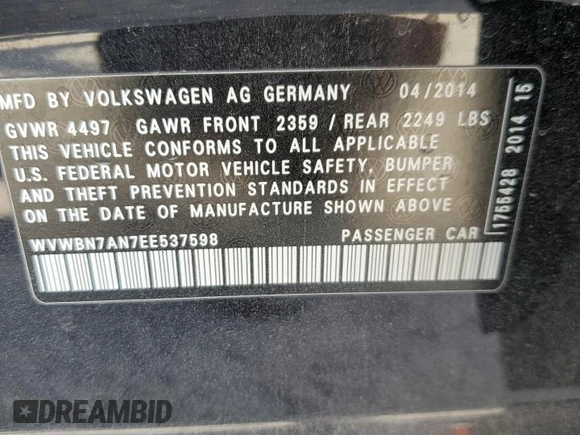 MFD BY VOLKSWAGEN AG GERMANY 04/2014
GVWR 4497 GAWR FRONT 2359 / REAR 2249 LBS
THIS VEHICLE CONFORMS TO ALL APPLICABLE
U.S. FEDERAL MOTOR VEHICLE SAFETY, BUMPER
AND THEFT PREVENTION STANDARDS IN EFFECT
ON THE DATE OF MANUFACTURE SHOWN ABOVE
WVWBN7AN7EE537598 PASSENGER CAR
1766428 2014 15
DREAMBID